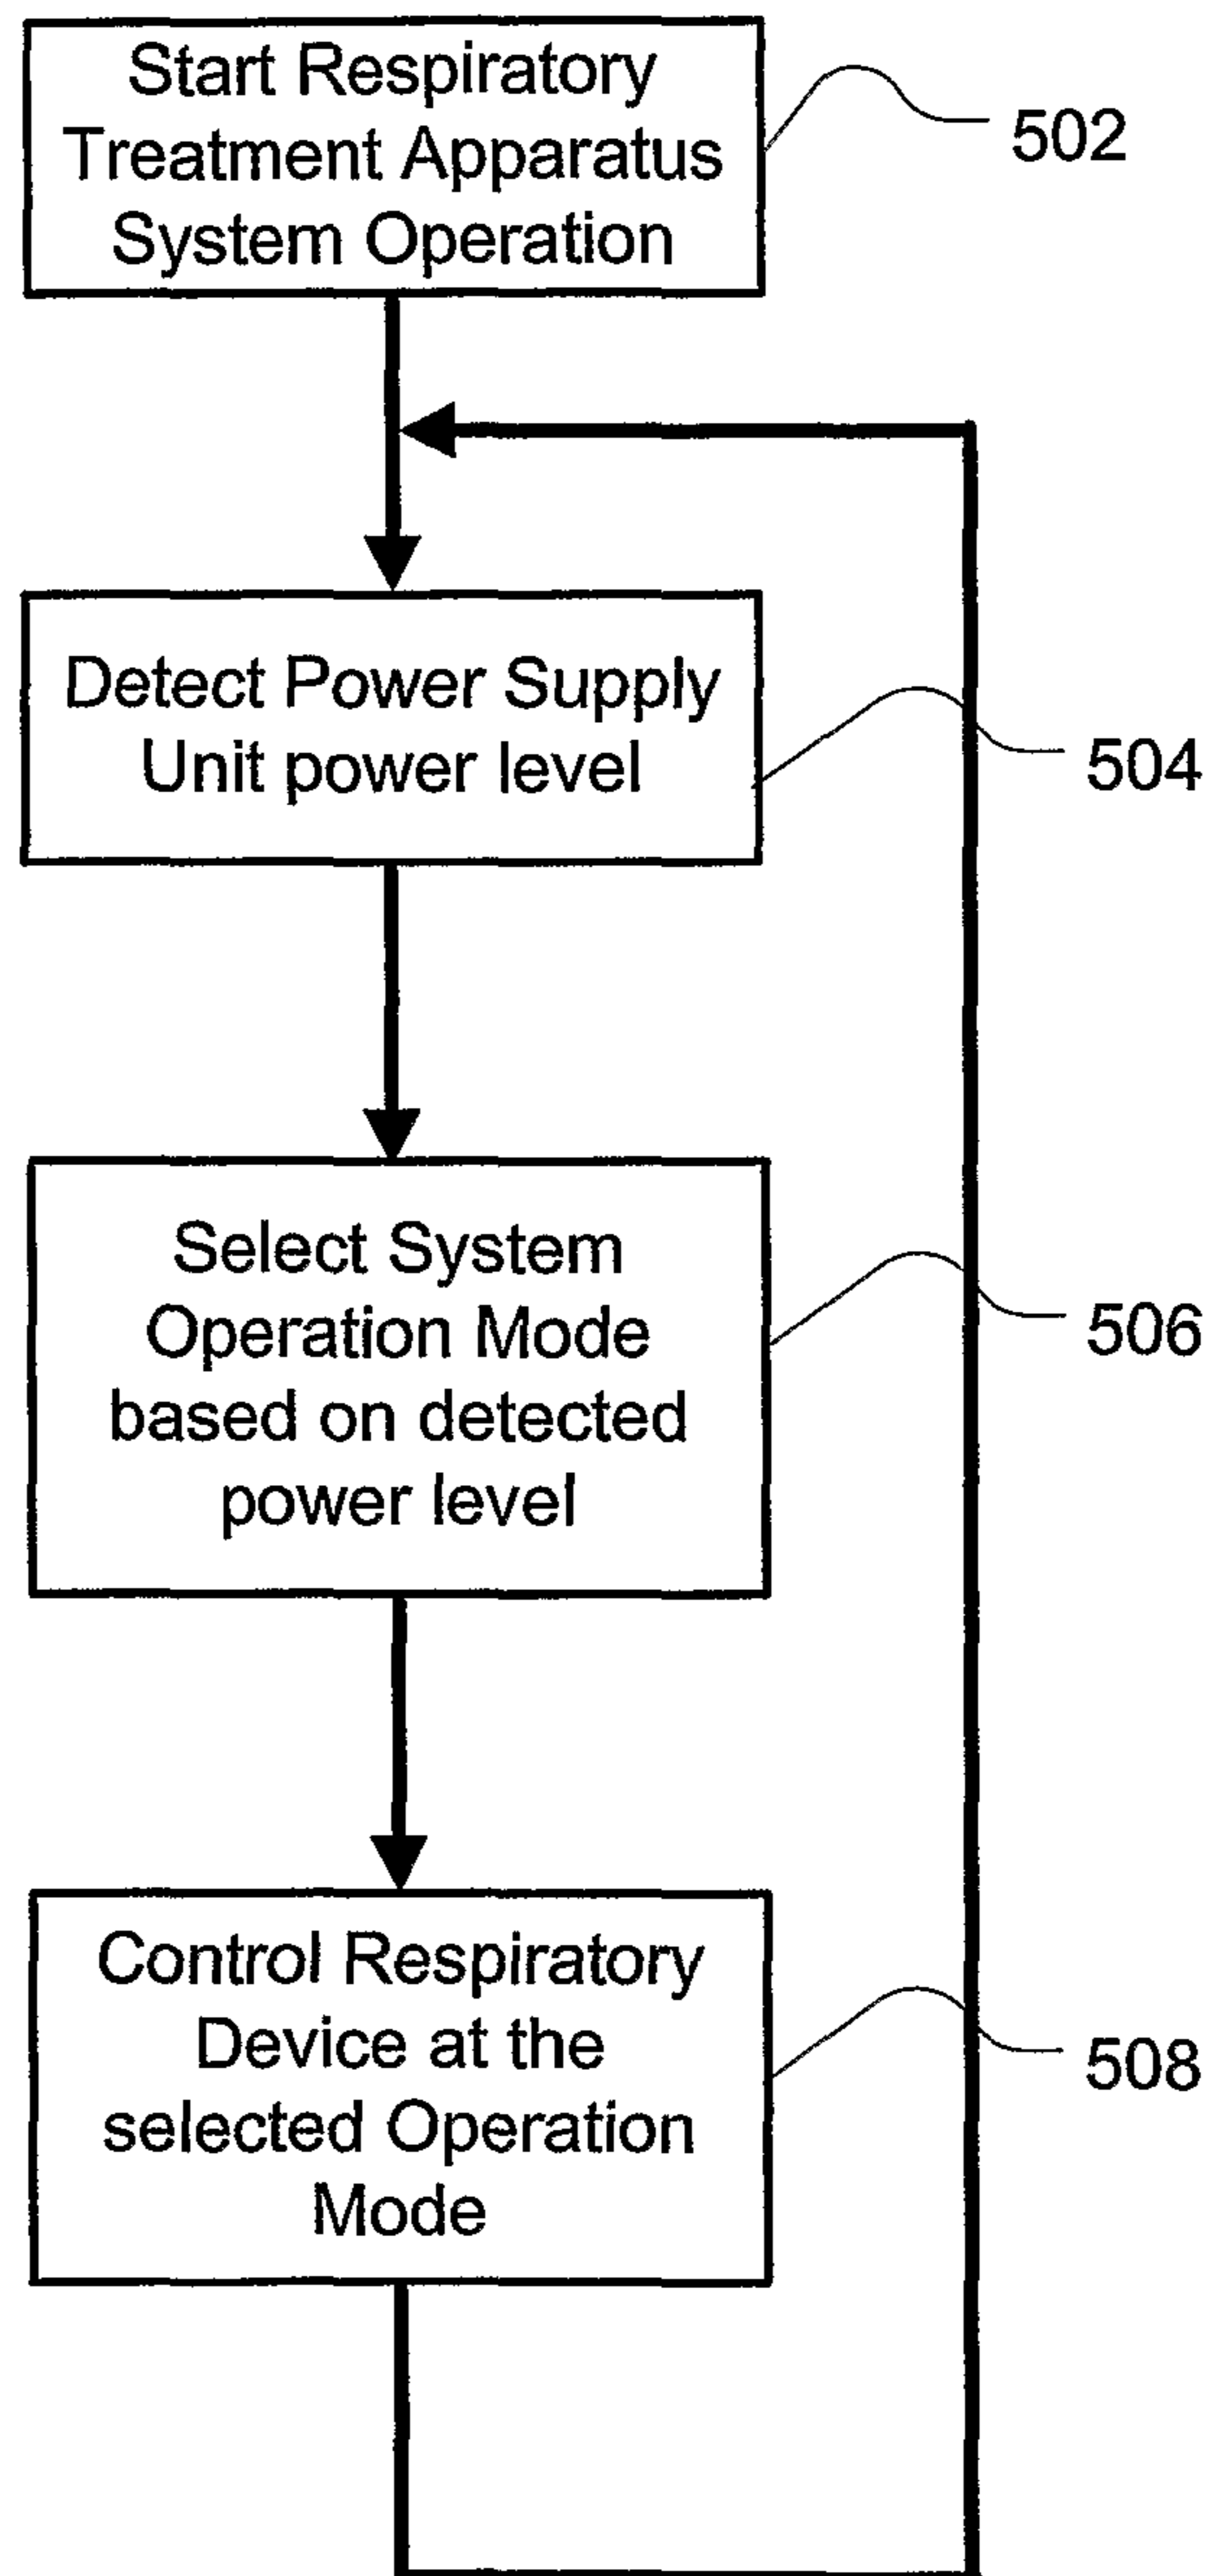 Start Respiratory
Treatment Apparatus
System Operation
502
Detect Power Supply
Unit power level
504
Select System
Operation Mode
based on detected
power level
506
Control Respiratory
Device at the
selected Operation
Mode
508